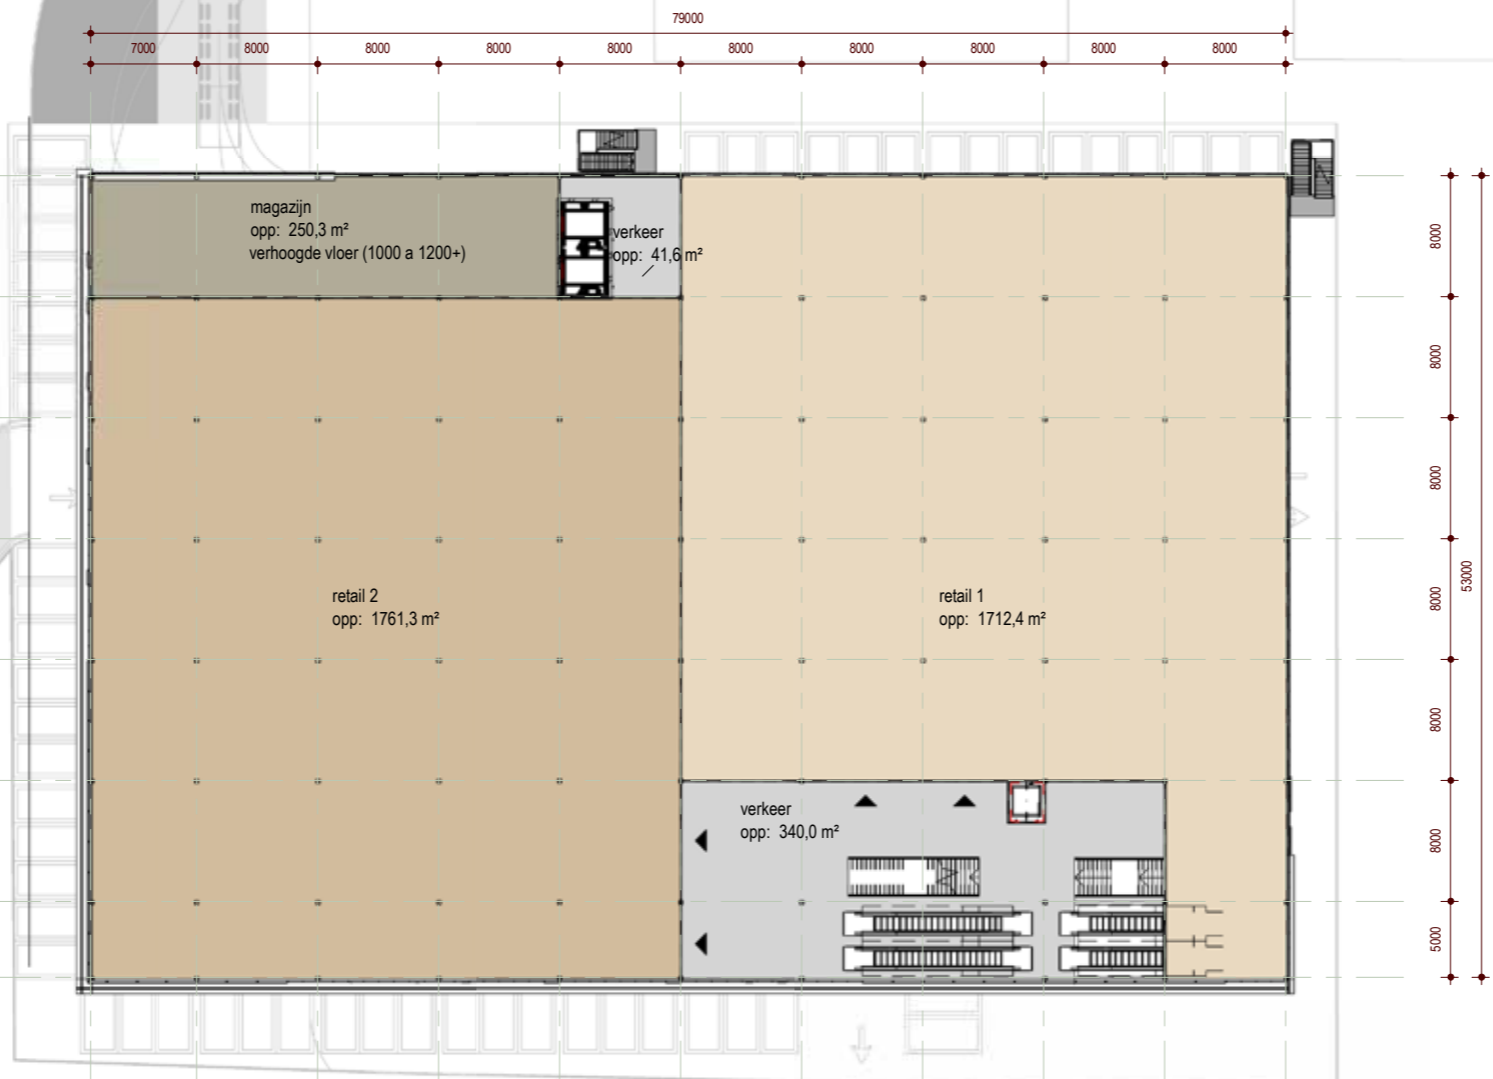 79000
7000 8000 8000 8000 8000 8000 8000 8000 8000 8000
magazijn
opp: 250,3 m²
verhoogde vloer (1000 a 1200+)
verkeer
opp: 41,6 m²
8000
8000
8000
8000
53000
8000
8000
5000
retail 2
opp: 1761,3 m²
retail 1
opp: 1712,4 m²
verkeer
opp: 340,0 m²